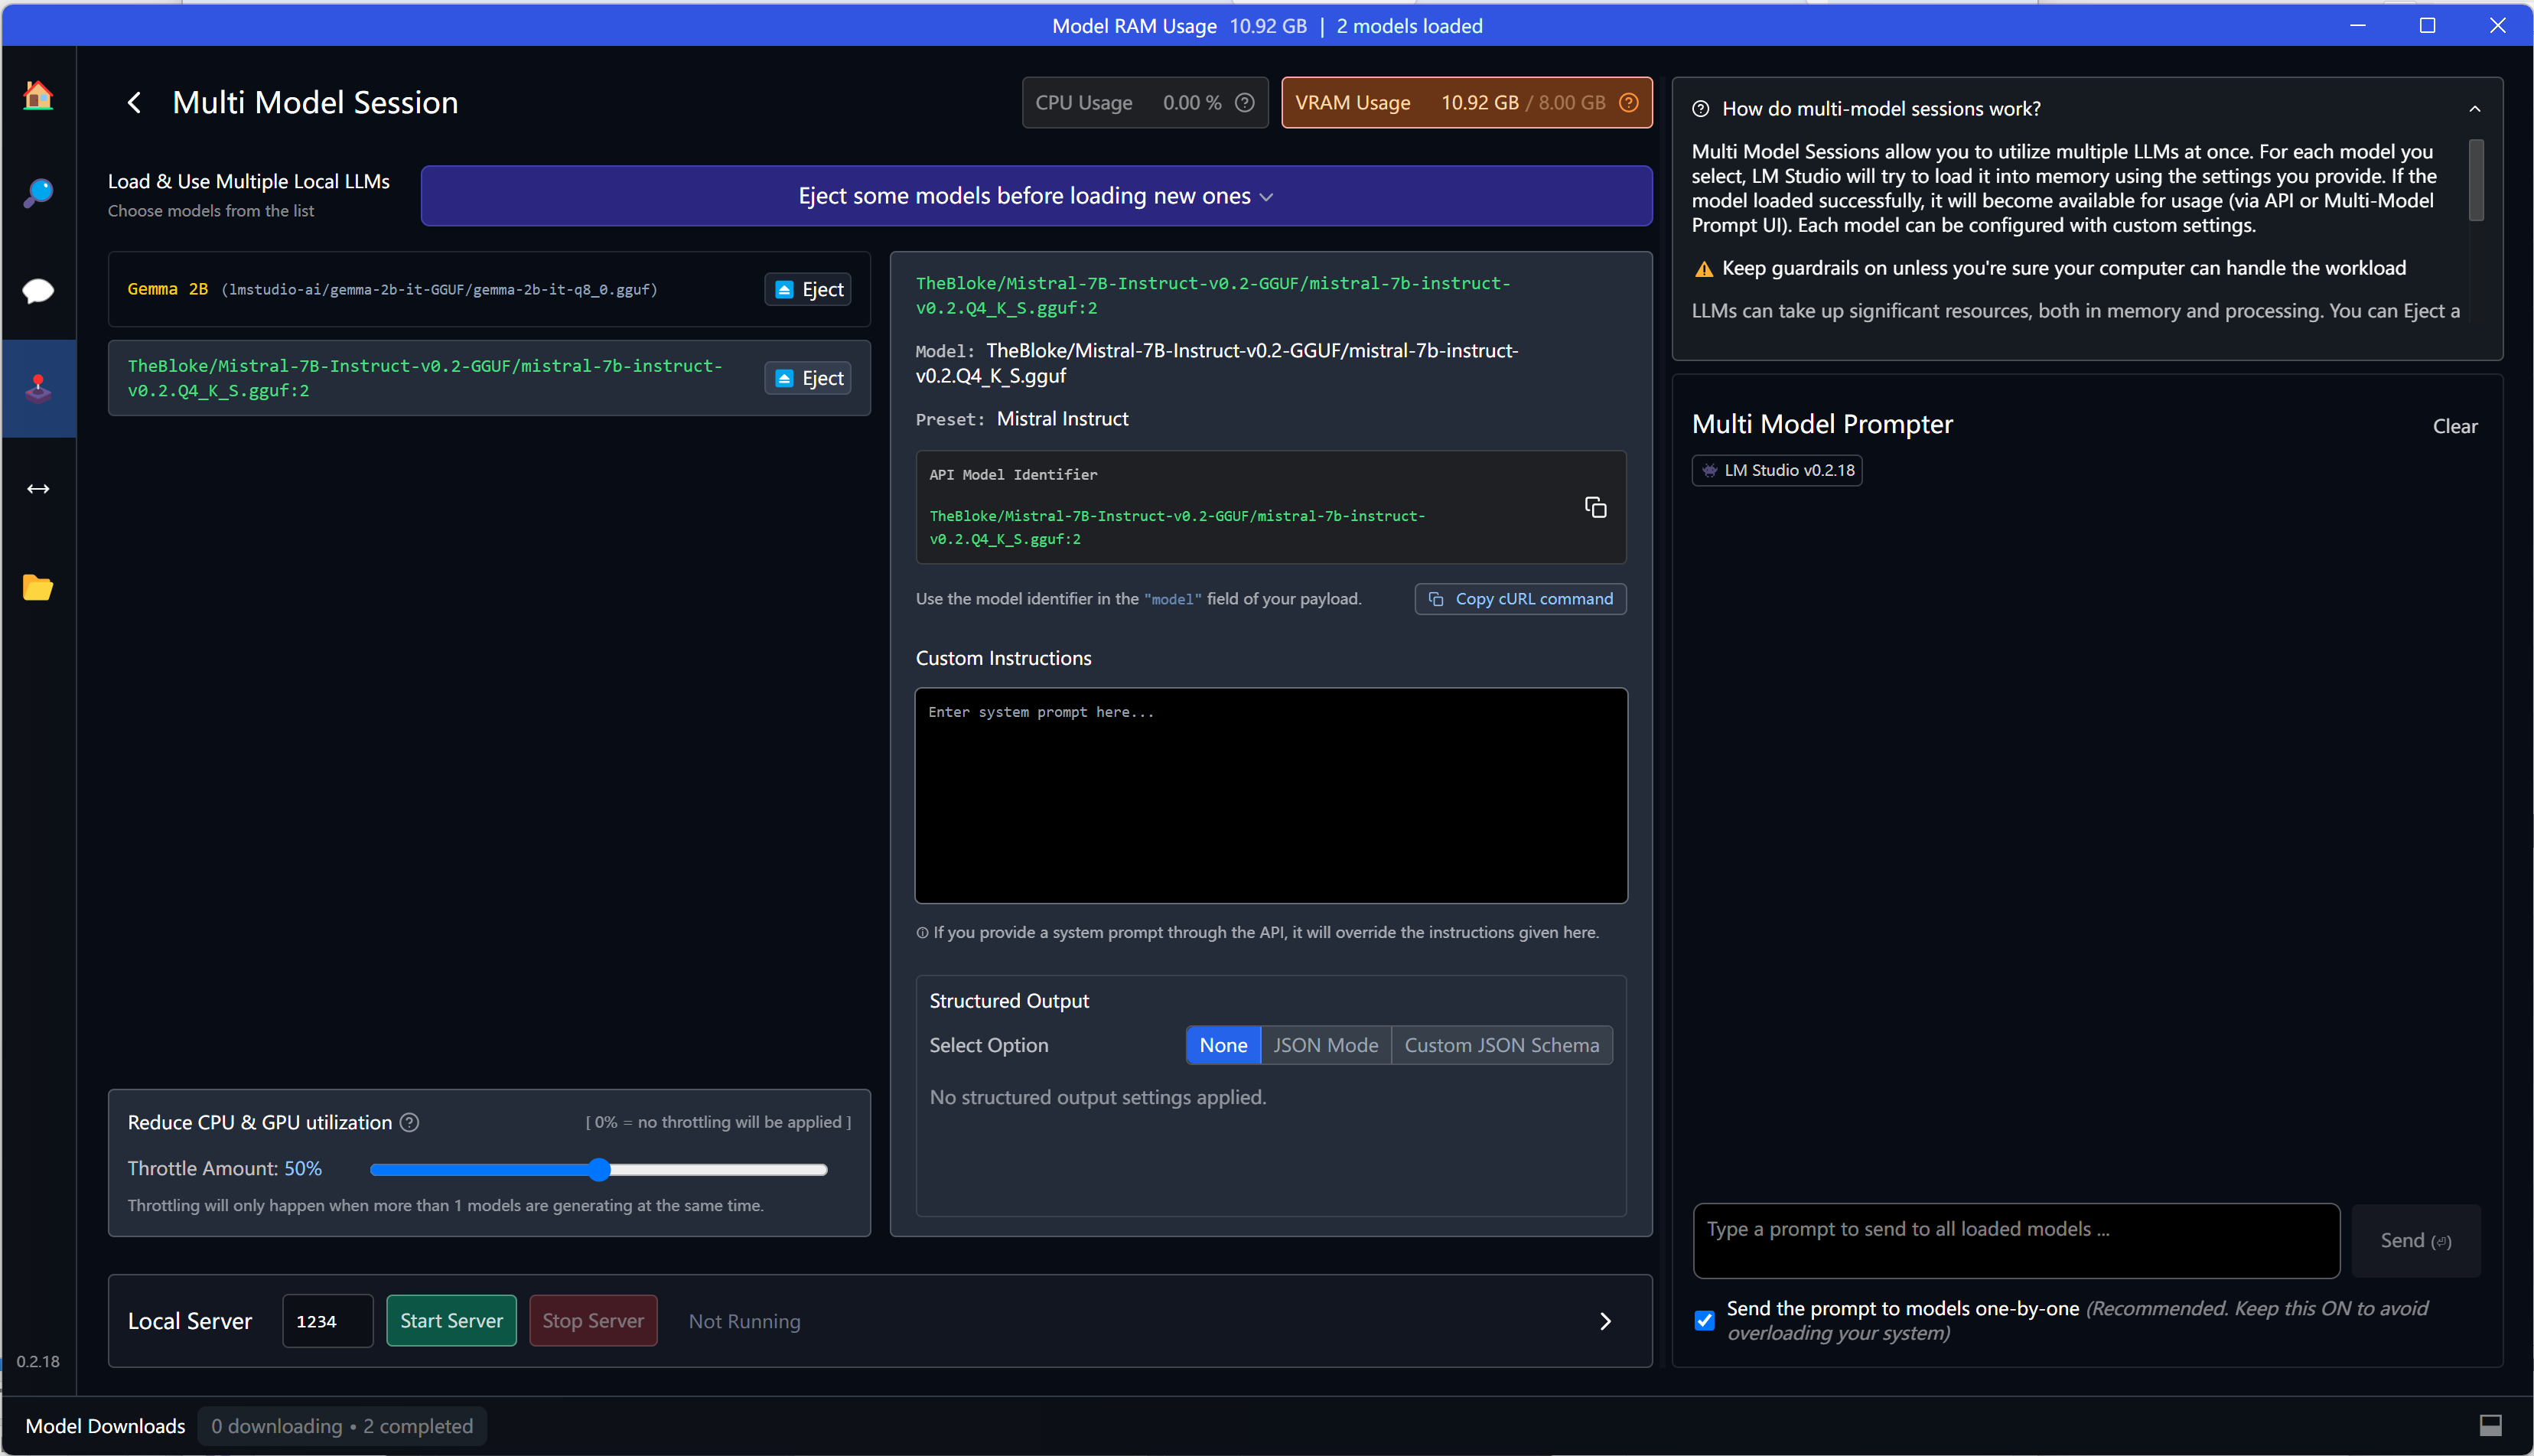 Model RAM Usage 10.92 GB | 2 models loaded
Multi Model Session
CPU Usage 0.00 %
VRAM Usage 10.92 GB / 8.00 GB
Load & Use Multiple Local LLMs
Choose models from the list
Eject some models before loading new ones
Gemma 2B (lmstudio-ai/gemma-2b-it-GGUF/gemma-2b-it-q8_0.gguf)
Eject
TheBloke/Mistral-7B-Instruct-v0.2-GGUF/mistral-7b-instruct-
v0.2.Q4_K_S.gguf:2
Eject
Reduce CPU & GPU utilization
[ 0% = no throttling will be applied ]
Throttle Amount: 50%
Throttling will only happen when more than 1 models are generating at the same time.
TheBloke/Mistral-7B-Instruct-v0.2-GGUF/mistral-7b-instruct-
v0.2.Q4_K_S.gguf:2
Model: TheBloke/Mistral-7B-Instruct-v0.2-GGUF/mistral-7b-instruct-
v0.2.Q4_K_S.gguf
Preset: Mistral Instruct
API Model Identifier
TheBloke/Mistral-7B-Instruct-v0.2-GGUF/mistral-7b-instruct-
v0.2.Q4_K_S.gguf:2
Use the model identifier in the "model" field of your payload.
Copy cURL command
Custom Instructions
Enter system prompt here...
If you provide a system prompt through the API, it will override the instructions given here.
Structured Output
Select Option
None
JSON Mode
Custom JSON Schema
No structured output settings applied.
Local Server
1234
Start Server
Stop Server
Not Running
How do multi-model sessions work?
Multi Model Sessions allow you to utilize multiple LLMs at once. For each model you
select, LM Studio will try to load it into memory using the settings you provide. If the
model loaded successfully, it will become available for usage (via API or Multi-Model
Prompt UI). Each model can be configured with custom settings.
⚠️ Keep guardrails on unless you're sure your computer can handle the workload
LLMs can take up significant resources, both in memory and processing. You can Eject a
Multi Model Prompter
Clear
LM Studio v0.2.18
Type a prompt to send to all loaded models ...
Send (⏎)
Send the prompt to models one-by-one (Recommended. Keep this ON to avoid
overloading your system)
0.2.18
Model Downloads
0 downloading • 2 completed